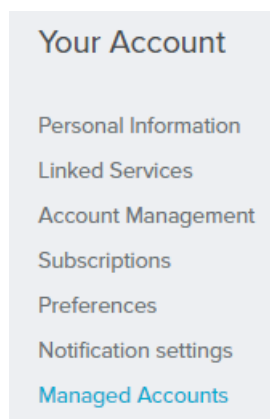 Your Account
Personal Information
Linked Services
Account Management
Subscriptions
Preferences
Notification settings
Managed Accounts